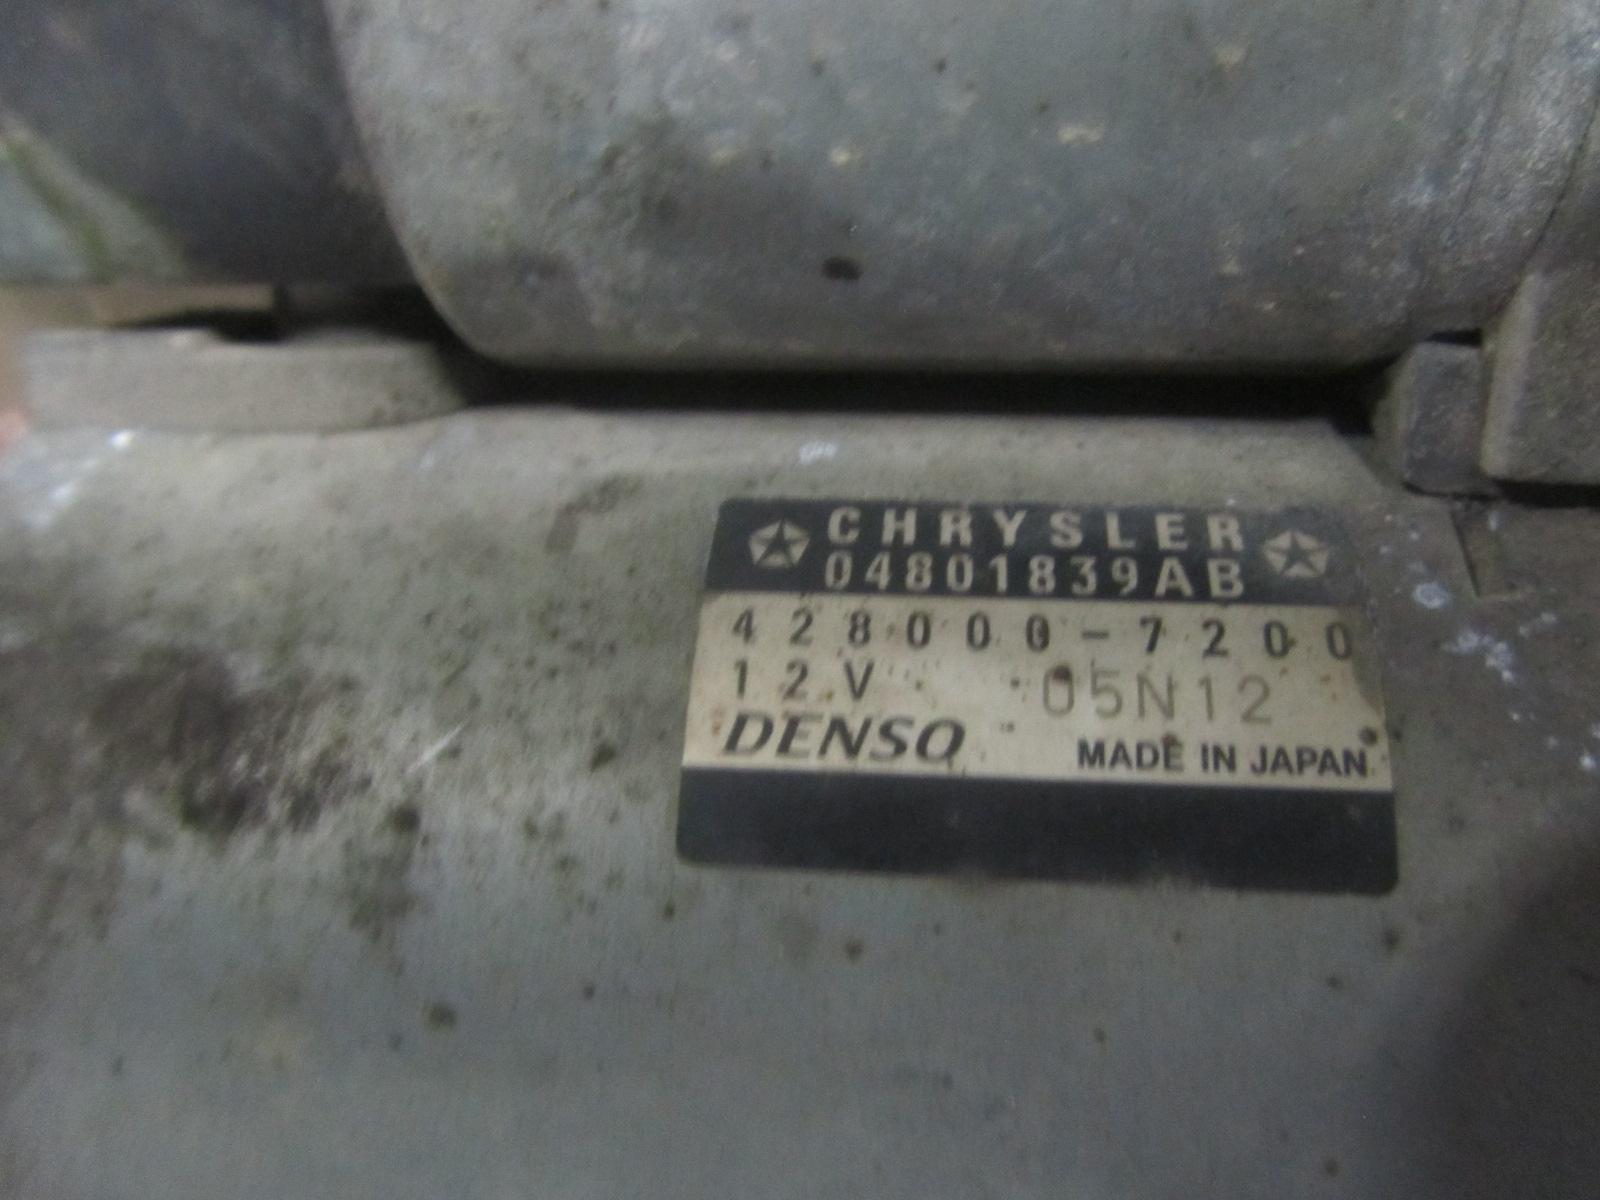 CHRYSLER
04801839AB
428000-7200
12V 05N12
DENSO MADE IN JAPAN